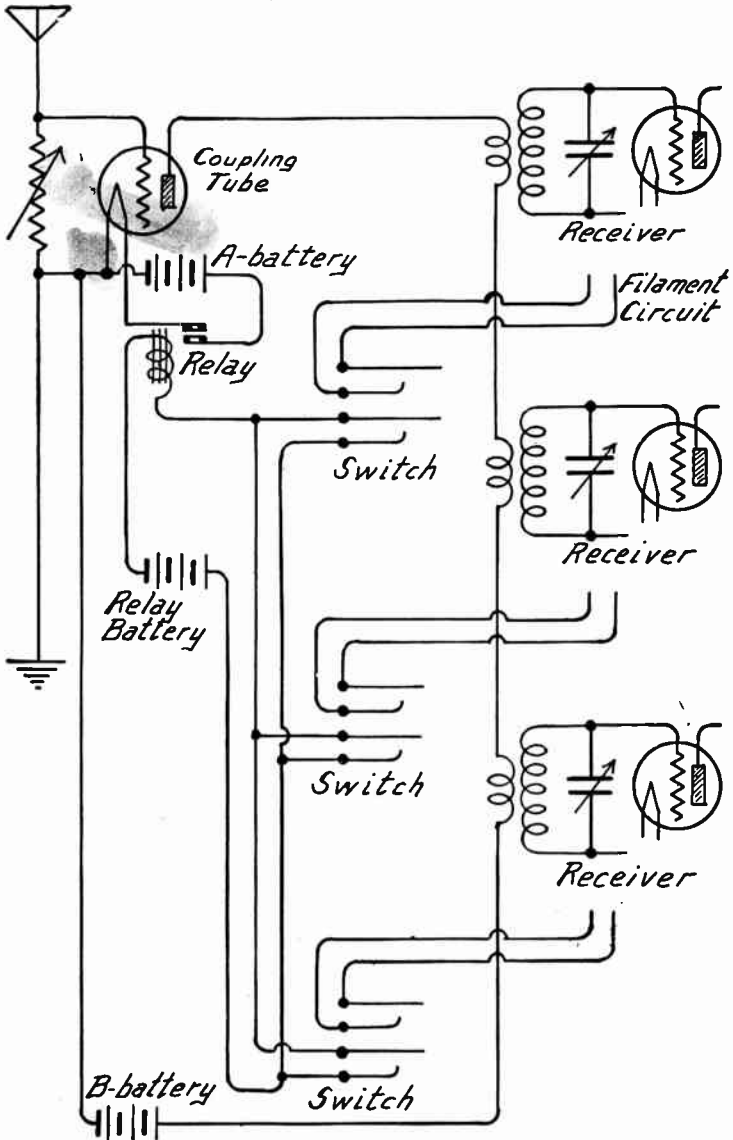 Coupling
Tube
Receiver
A-battery
Filament
Circuit
Relay
Switch
Receiver
Relay
Battery
Switch
Receiver
B-battery
Switch